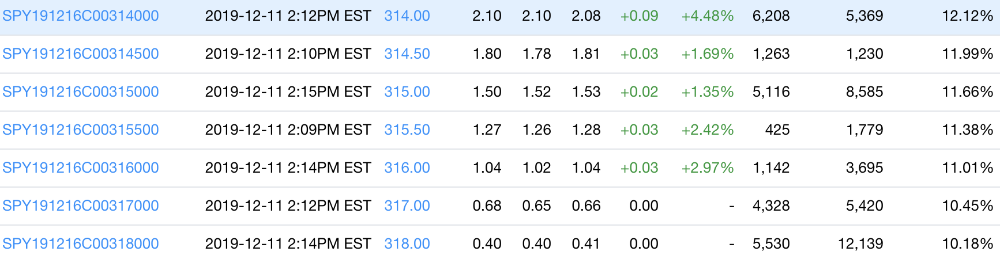 SPY191216C00314000 2019-12-11 2:12PM EST 314.00 2.10 2.10 2.08 +0.09 +4.48% 6,208 5,369 12.12%
SPY191216C00314500 2019-12-11 2:10PM EST 314.50 1.80 1.78 1.81 +0.03 +1.69% 1,263 1,230 11.99%
SPY191216C00315000 2019-12-11 2:15PM EST 315.00 1.50 1.52 1.53 +0.02 +1.35% 5,116 8,585 11.66%
SPY191216C00315500 2019-12-11 2:09PM EST 315.50 1.27 1.26 1.28 +0.03 +2.42% 425 1,779 11.38%
SPY191216C00316000 2019-12-11 2:14PM EST 316.00 1.04 1.02 1.04 +0.03 +2.97% 1,142 3,695 11.01%
SPY191216C00317000 2019-12-11 2:12PM EST 317.00 0.68 0.65 0.66 0.00 - 4,328 5,420 10.45%
SPY191216C00318000 2019-12-11 2:14PM EST 318.00 0.40 0.40 0.41 0.00 - 5,530 12,139 10.18%